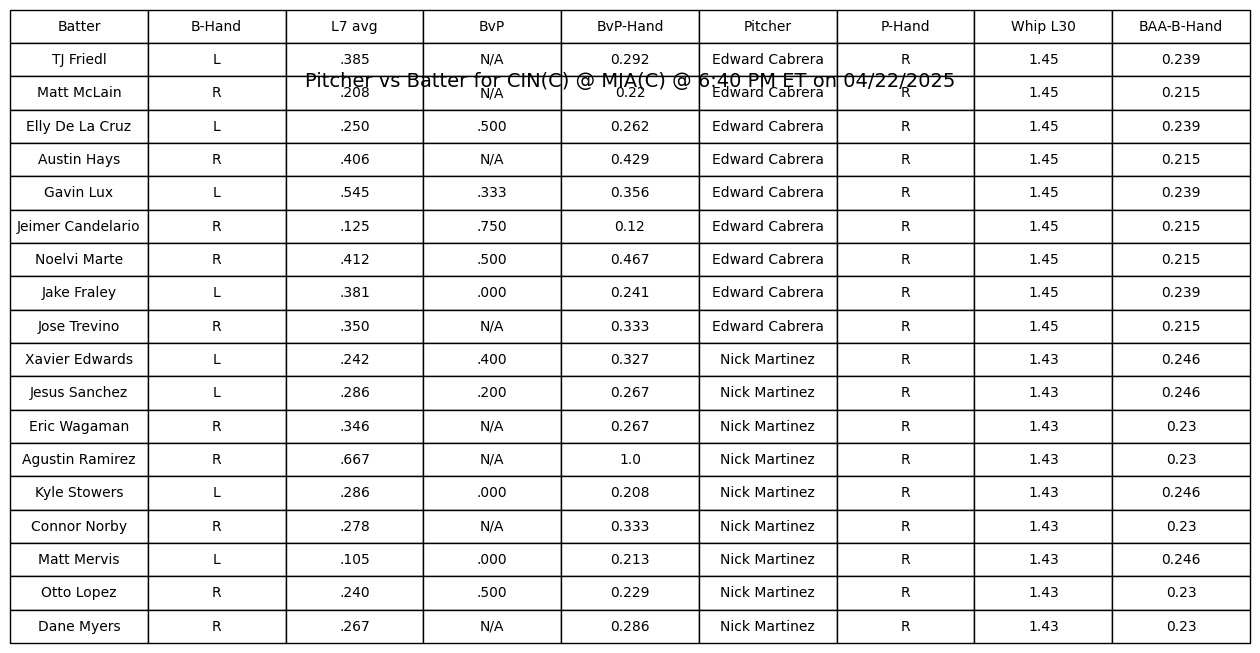 Batter B-Hand L7 avg BvP BvP-Hand Pitcher P-Hand Whip L30 BAA-B-Hand
TJ Friedl L .385 N/A 0.292 Edward Cabrera R 1.45 0.239
Pitcher vs Batter for CIN(C) @ MIA(C) @ 6:40 PM ET on 04/22/2025
Matt McLain R .208 N/A 0.22 Edward Cabrera R 1.45 0.215
Elly De La Cruz L .250 .500 0.262 Edward Cabrera R 1.45 0.239
Austin Hays R .406 N/A 0.429 Edward Cabrera R 1.45 0.215
Gavin Lux L .545 .333 0.356 Edward Cabrera R 1.45 0.239
Jeimer Candelario R .125 .750 0.12 Edward Cabrera R 1.45 0.215
Noelvi Marte R .412 .500 0.467 Edward Cabrera R 1.45 0.215
Jake Fraley L .381 .000 0.241 Edward Cabrera R 1.45 0.239
Jose Trevino R .350 N/A 0.333 Edward Cabrera R 1.45 0.215
Xavier Edwards L .242 .400 0.327 Nick Martinez R 1.43 0.246
Jesus Sanchez L .286 .200 0.267 Nick Martinez R 1.43 0.246
Eric Wagaman R .346 N/A 0.267 Nick Martinez R 1.43 0.23
Agustin Ramirez R .667 N/A 1.0 Nick Martinez R 1.43 0.23
Kyle Stowers L .286 .000 0.208 Nick Martinez R 1.43 0.246
Connor Norby R .278 N/A 0.333 Nick Martinez R 1.43 0.23
Matt Mervis L .105 .000 0.213 Nick Martinez R 1.43 0.246
Otto Lopez R .240 .500 0.229 Nick Martinez R 1.43 0.23
Dane Myers R .267 N/A 0.286 Nick Martinez R 1.43 0.23